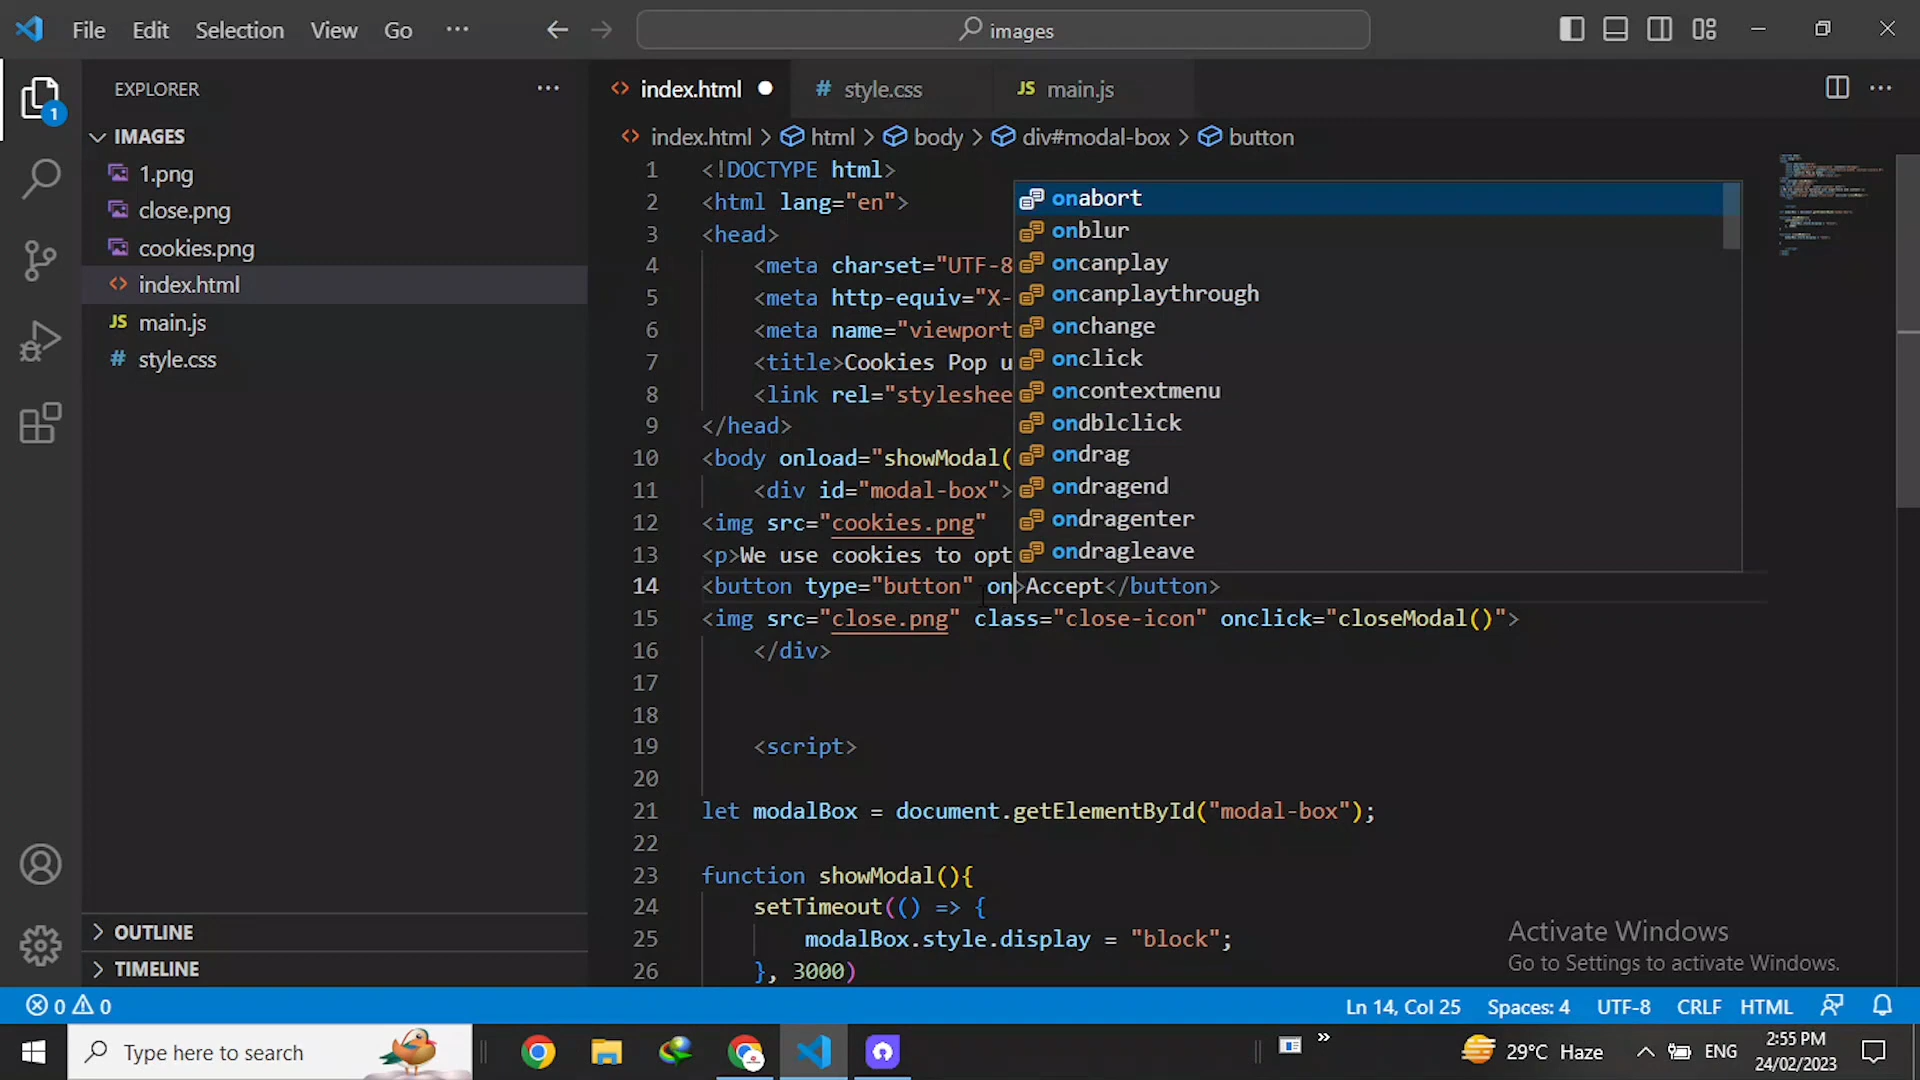 File Edit Selection View Go ···
images
EXPLORER ···
index.html
style.css
JS main.js
1
IMAGES
index.html > html > body > div#modal-box > button
1.png
close.png
cookies.png
index.html
JS main.js
# style.css
1 <!DOCTYPE html>
2 <html lang="en">
3 <head>
4 <meta charset="UTF-8
5 <meta http-equiv="X-
6 <meta name="viewport
7 <title>Cookies Pop u
8 <link rel="styleshee
9 </head>
10 <body onload="showModal(
11 <div id="modal-box">
12 <img src="cookies.png"
13 <p>We use cookies to opt
14 <button type="button" on>Accept</button>
15 <img src="close.png" class="close-icon" onclick="closeModal()">
16 </div>
17
18
19 <script>
20
21 let modalBox = document.getElementById("modal-box");
22
23 function showModal(){
24 setTimeout(() => {
25 modalBox.style.display = "block";
26 }, 3000)
onabort
onblur
oncanplay
oncanplaythrough
onchange
onclick
oncontextmenu
ondblclick
ondrag
ondragend
ondragenter
ondragleave
OUTLINE
TIMELINE
Activate Windows
Go to Settings to activate Windows.
0 0
Ln 14, Col 25 Spaces: 4 UTF-8 CRLF HTML
Type here to search
29°C Haze
ENG
2:55 PM
24/02/2023